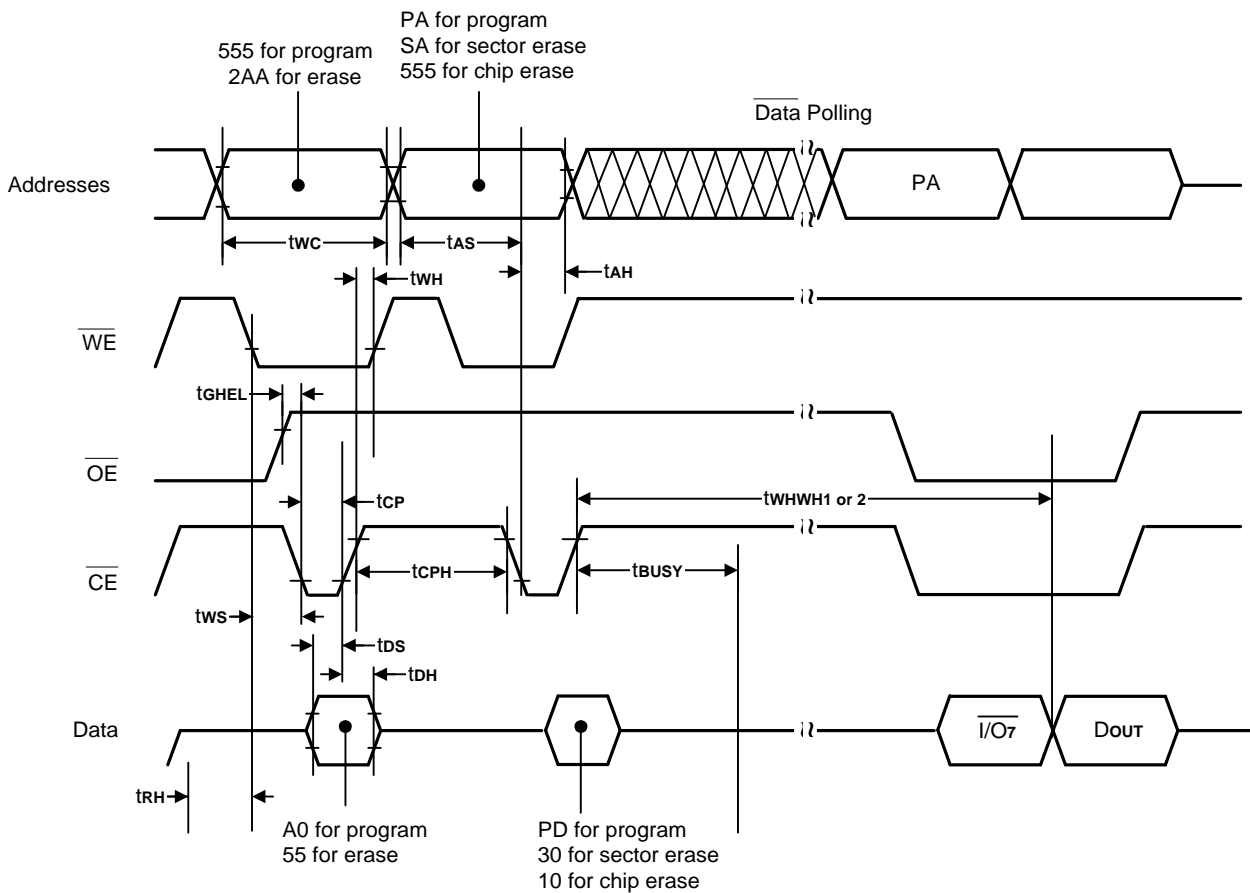 555 for program
2AA for erase
PA for program
SA for sector erase
555 for chip erase
Data Polling
Addresses
PA
tWC
tAS
tWH
tAH
WE
tGHEL
OE
tCP
tWHWH1 or 2
CE
tCPH
tBUSY
tWS
tDS
tDH
Data
I/O7
DOUT
tRH
A0 for program
55 for erase
PD for program
30 for sector erase
10 for chip erase